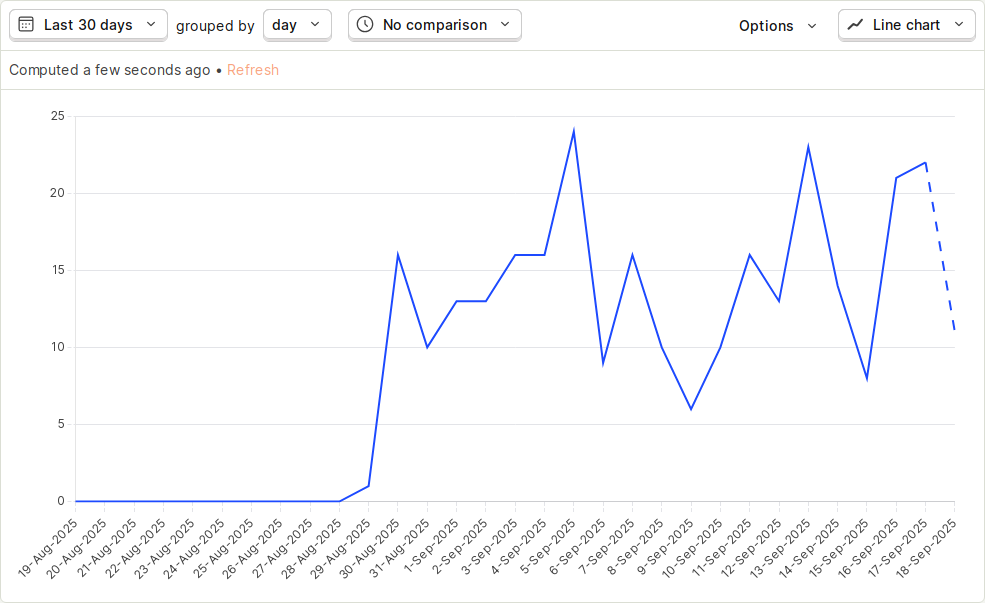 Last 30 days grouped by day No comparison Options Line chart
Computed a few seconds ago • Refresh
25
20
15
10
5
0
19-Aug-2025
20-Aug-2025
21-Aug-2025
22-Aug-2025
23-Aug-2025
24-Aug-2025
25-Aug-2025
26-Aug-2025
27-Aug-2025
28-Aug-2025
29-Aug-2025
30-Aug-2025
31-Aug-2025
1-Sep-2025
2-Sep-2025
3-Sep-2025
4-Sep-2025
5-Sep-2025
6-Sep-2025
7-Sep-2025
8-Sep-2025
9-Sep-2025
10-Sep-2025
11-Sep-2025
12-Sep-2025
13-Sep-2025
14-Sep-2025
15-Sep-2025
16-Sep-2025
17-Sep-2025
18-Sep-2025